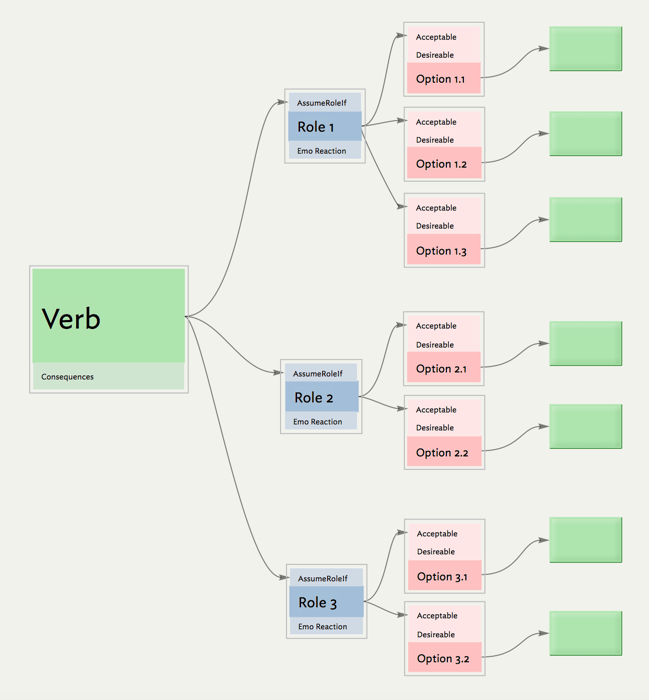 Verb
Consequences
AssumeRoleIf
Role 1
Emo Reaction
Acceptable
Desireable
Option 1.1
Acceptable
Desireable
Option 1.2
Acceptable
Desireable
Option 1.3
AssumeRoleIf
Role 2
Emo Reaction
Acceptable
Desireable
Option 2.1
Acceptable
Desireable
Option 2.2
AssumeRoleIf
Role 3
Emo Reaction
Acceptable
Desireable
Option 3.1
Acceptable
Desireable
Option 3.2